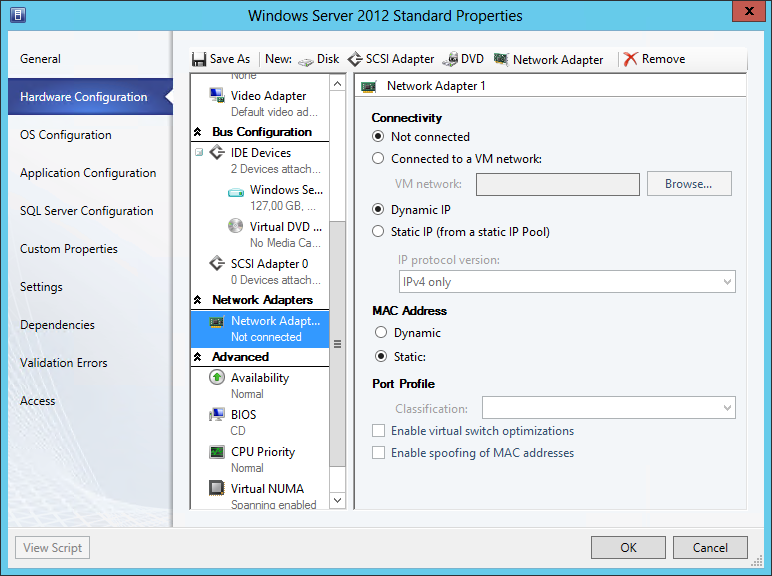 Windows Server 2012 Standard Properties
General
Hardware Configuration
OS Configuration
Application Configuration
SQL Server Configuration
Custom Properties
Settings
Dependencies
Validation Errors
Access
Save As New: Disk SCSI Adapter DVD Network Adapter Remove
None
Video Adapter
Default video ad...
Bus Configuration
IDE Devices
2 Devices attach...
Windows Se...
127,00 GB, ...
Virtual DVD ...
No Media Ca...
SCSI Adapter 0
0 Devices attach...
Network Adapters
Network Adapt...
Not connected
Advanced
Availability
Normal
BIOS
CD
CPU Priority
Normal
Virtual NUMA
Spanning enabled
Network Adapter 1
Connectivity
Not connected
Connected to a VM network:
VM network:
Browse...
Dynamic IP
Static IP (from a static IP Pool)
IP protocol version:
IPv4 only
MAC Address
Dynamic
Static:
Port Profile
Classification:
Enable virtual switch optimizations
Enable spoofing of MAC addresses
View Script
OK
Cancel